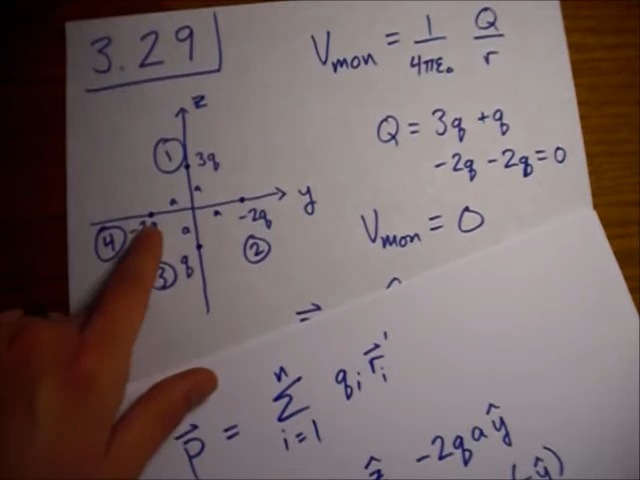 3.29
V_mon = 1/4πε₀ Q/r
z
① 3q
a
a a y
-2q -2q
④ a ②
③ q
Q = 3q + q
-2q -2q = 0
V_mon = 0
p⃗ = Σ_{i=1}^{n} q_i r⃗_i'
ẑ -2qaŷ
(-ŷ)